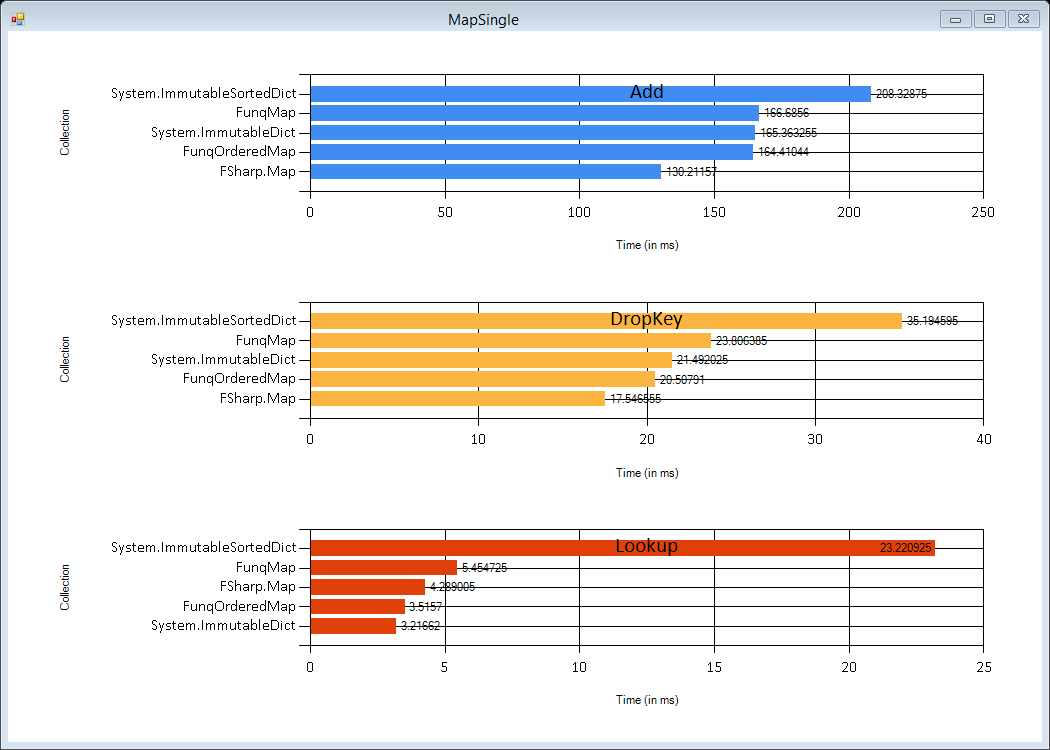 MapSingle
Add
Collection
System.ImmutableSortedDict 208.32875
FunqMap 166.6856
System.ImmutableDict 165.363255
FunqOrderedMap 164.41044
FSharp.Map 130.21157
0 50 100 150 200 250
Time (in ms)
DropKey
Collection
System.ImmutableSortedDict 35.194595
FunqMap 23.806385
System.ImmutableDict 21.492025
FunqOrderedMap 20.50791
FSharp.Map 17.546555
0 10 20 30 40
Time (in ms)
Lookup
Collection
System.ImmutableSortedDict 23.220925
FunqMap 5.454725
FSharp.Map 4.289005
FunqOrderedMap 3.5157
System.ImmutableDict 3.21662
0 5 10 15 20 25
Time (in ms)